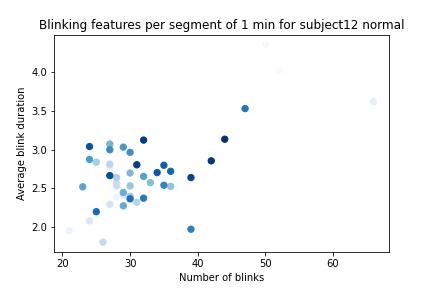 Blinking features per segment of 1 min for subject12 normal
Average blink duration
4.0
3.5
3.0
2.5
2.0
20 30 40 50 60
Number of blinks